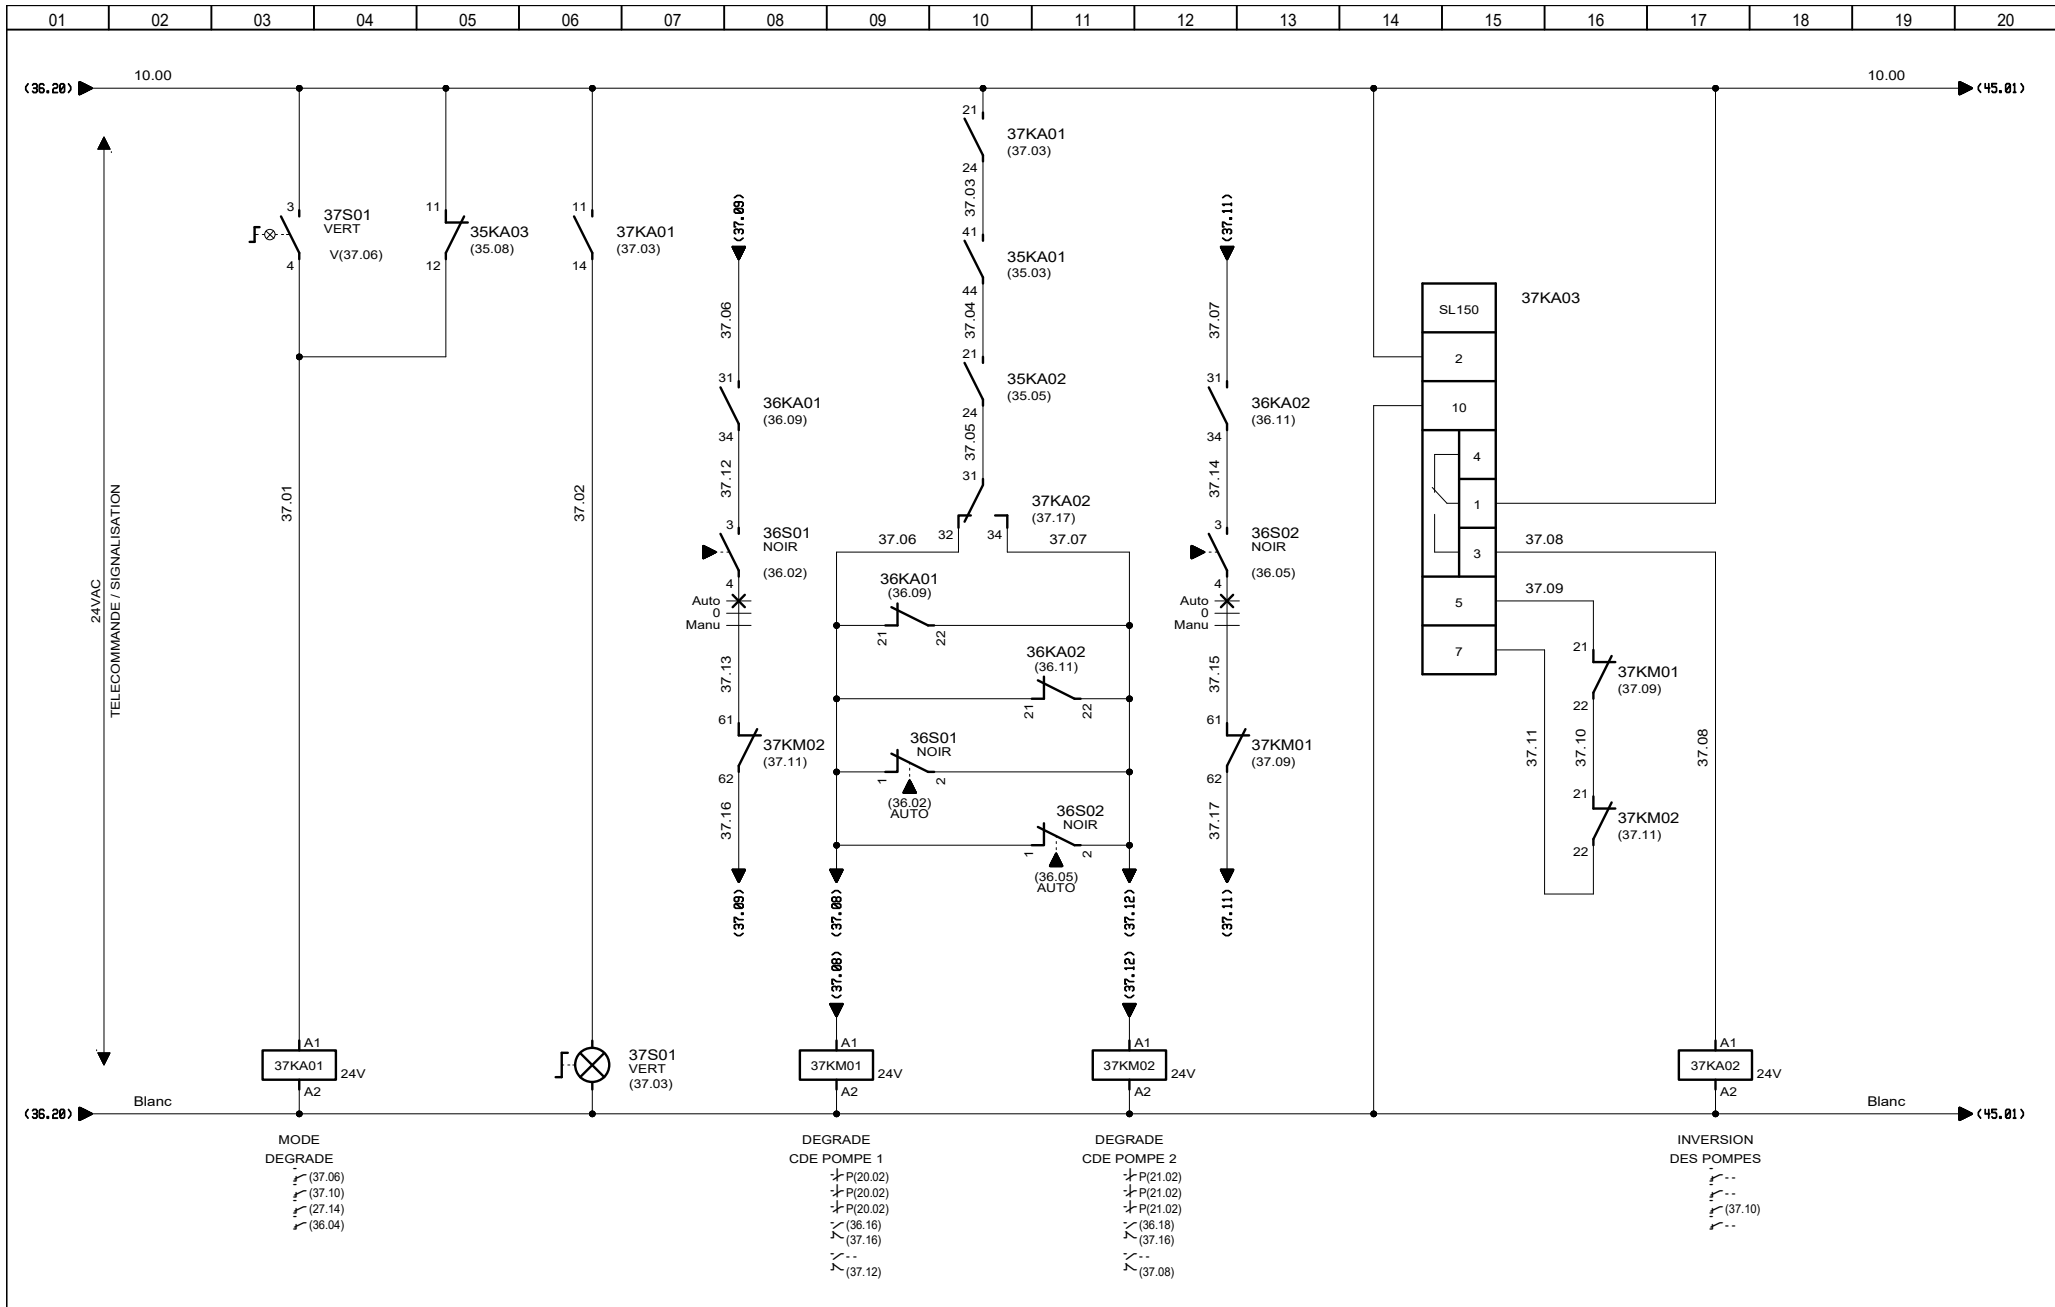 01 02 03 04 05 06 07 08 09 10 11 12 13 14 15 16 17 18 19 20
(36.20) 10.00 10.00 (45.01)
24VAC
TELECOMMANDE / SIGNALISATION
3
37S01
VERT
V(37.06)
4
11
35KA03
(35.08)
12
37.01
11
37KA01
(37.03)
14
37.02
(37.09)
37.06
31
36KA01
(36.09)
34
37.12
3
36S01
NOIR
(36.02)
4
Auto
0
Manu
37.13
61
37KM02
(37.11)
62
37.16
(37.09)
21
37KA01
(37.03)
24
37.03
41
35KA01
(35.03)
44
37.04
21
35KA02
(35.05)
24
37.05
31
37KA02
(37.17)
32 34
37.06 37.07
36KA01
(36.09)
21 22
36KA02
(36.11)
21 22
36S01
NOIR
1 2
(36.02)
AUTO
36S02
NOIR
1 2
(36.05)
AUTO
(37.08) (37.12)
(37.08) (37.12)
(37.11)
37.07
31
36KA02
(36.11)
34
37.14
3
36S02
NOIR
(36.05)
4
Auto
0
Manu
37.15
61
37KM01
(37.09)
62
37.17
(37.11)
SL150 37KA03
2
10
4
1
3 37.08
5 37.09
7
21
37KM01
(37.09)
22
37.11 37.10 37.08
21
37KM02
(37.11)
22
A1
37KA01 24V
A2
37S01
VERT
(37.03)
A1
37KM01 24V
A2
A1
37KM02 24V
A2
A1
37KA02 24V
A2
(36.20) Blanc Blanc (45.01)
MODE
DEGRADE
(37.06)
(37.10)
(27.14)
(36.04)
DEGRADE
CDE POMPE 1
P(20.02)
P(20.02)
P(20.02)
(36.16)
(37.16)
--
(37.12)
DEGRADE
CDE POMPE 2
P(21.02)
P(21.02)
P(21.02)
(36.18)
(37.16)
--
(37.08)
INVERSION
DES POMPES
--
--
(37.10)
--